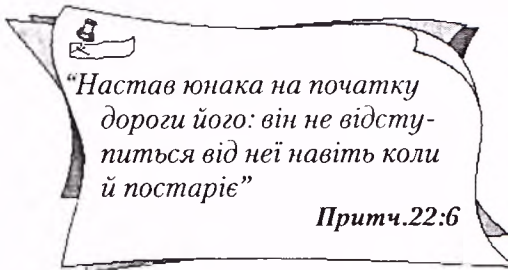 “Настав юнака на початку
дороги його: він не відсту-
питься від неї навіть коли
й постаріє”
Притч.22:6